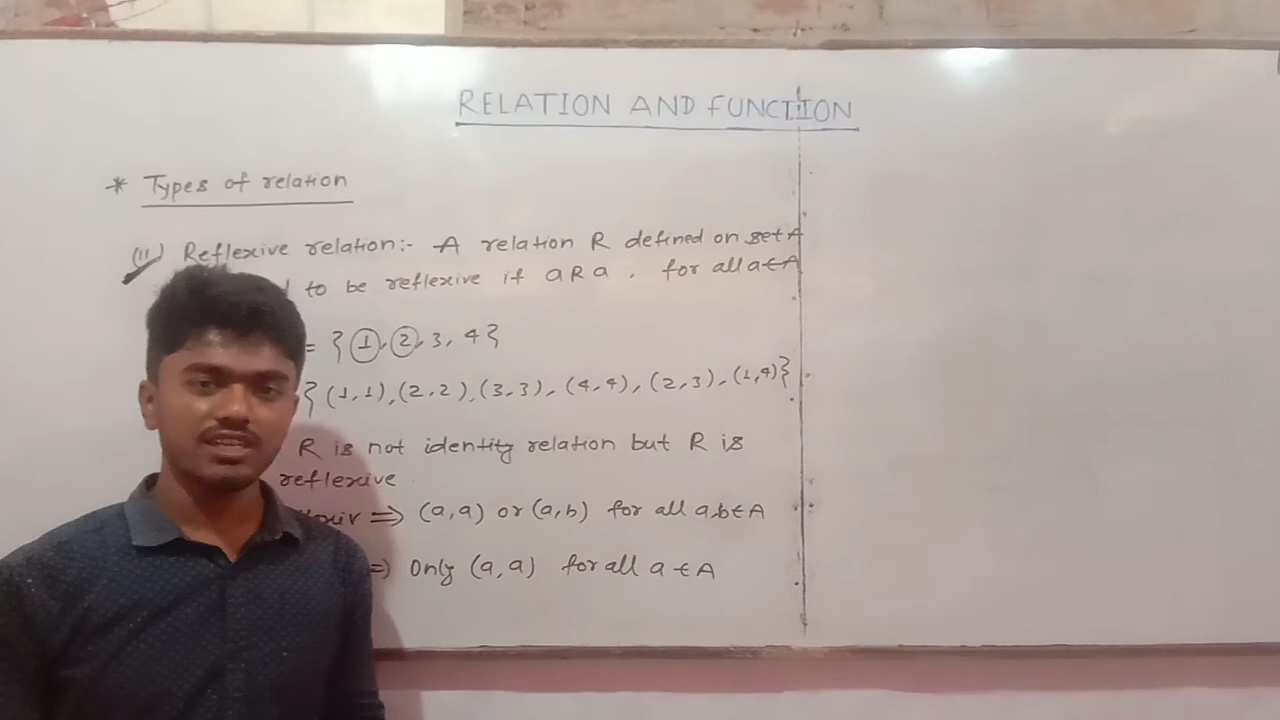 RELATION AND FUNCTION
* Types of relation
(11) Reflexive relation:- A relation R defined on set A
to be reflexive if a R a, for all a ∈ A
= {1, 2, 3, 4}
{(1,1), (2,2), (3,3), (4,4), (2,3), (1,4)}
R is not identity relation but R is
reflexive
⇒ (a,a) or (a,b) for all a,b ∈ A
⇒ Only (a,a) for all a ∈ A